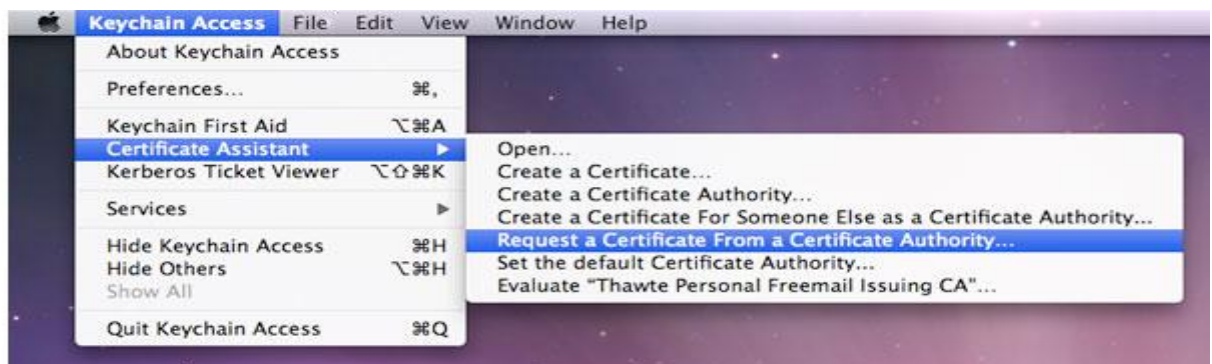 Keychain Access File Edit View Window Help
About Keychain Access
Preferences... ⌘,
Keychain First Aid ⌥⌘A
Certificate Assistant ▶
Kerberos Ticket Viewer ⌥⇧⌘K
Services ▶
Hide Keychain Access ⌘H
Hide Others ⌥⌘H
Show All
Quit Keychain Access ⌘Q
Open...
Create a Certificate...
Create a Certificate Authority...
Create a Certificate For Someone Else as a Certificate Authority...
Request a Certificate From a Certificate Authority...
Set the default Certificate Authority...
Evaluate “Thawte Personal Freemail Issuing CA”...